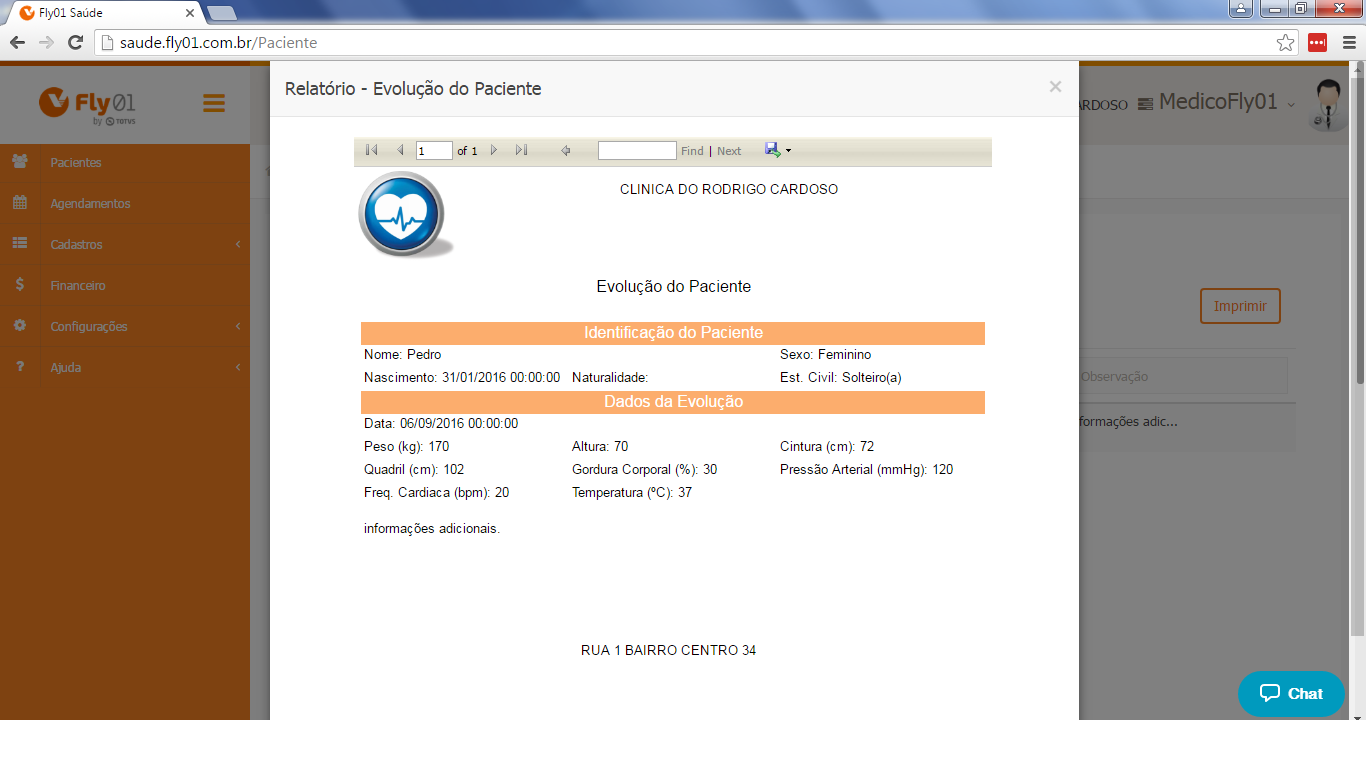 Fly01 Saúde
saude.fly01.com.br/Paciente
Fly01
by TOTVS
Relatório - Evolução do Paciente
×
ARDOSO MedicoFly01
Pacientes
Agendamentos
Cadastros
Financeiro
Configurações
Ajuda
1 of 1 Find | Next
CLINICA DO RODRIGO CARDOSO
Evolução do Paciente
Imprimir
Identificação do Paciente
Nome: Pedro Sexo: Feminino
Nascimento: 31/01/2016 00:00:00 Naturalidade: Est. Civil: Solteiro(a)
Observação
Dados da Evolução
Data: 06/09/2016 00:00:00
formações adic...
Peso (kg): 170 Altura: 70 Cintura (cm): 72
Quadril (cm): 102 Gordura Corporal (%): 30 Pressão Arterial (mmHg): 120
Freq. Cardiaca (bpm): 20 Temperatura (ºC): 37
informações adicionais.
RUA 1 BAIRRO CENTRO 34
Chat